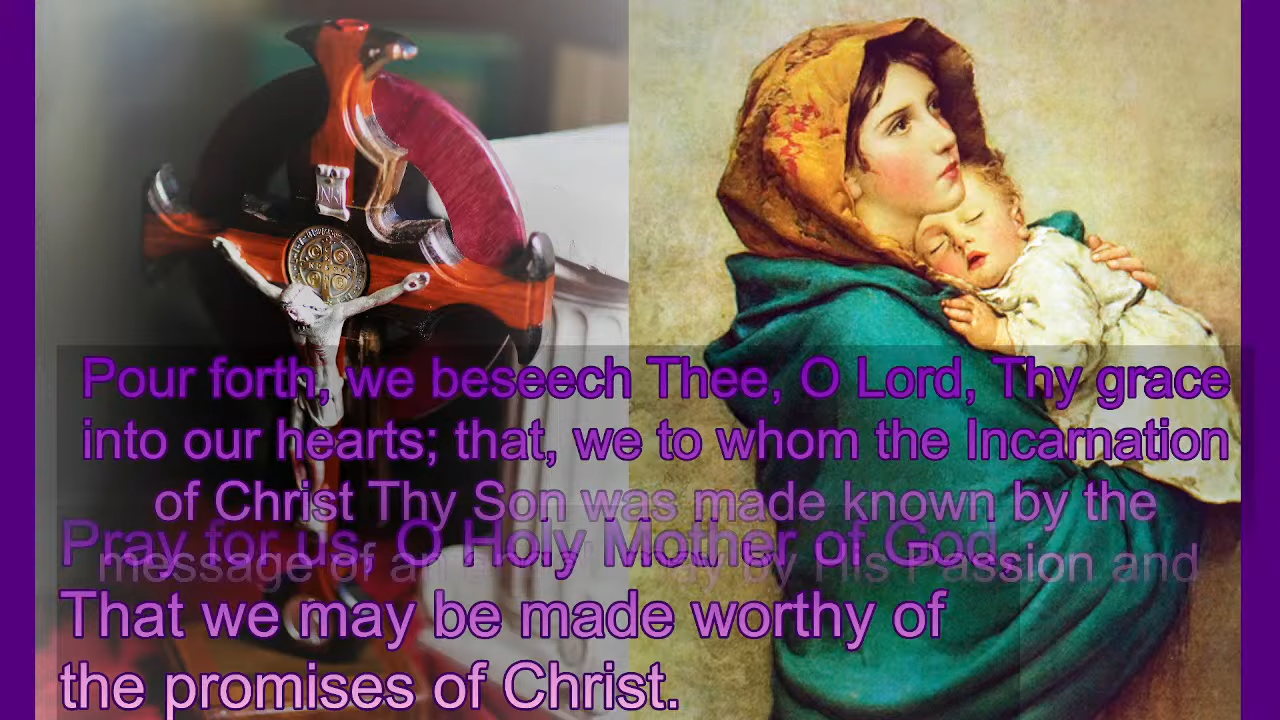 INRI
Pour forth, we beseech Thee, O Lord, Thy grace
into our hearts; that, we to whom the Incarnation
of Christ Thy Son was made known by the
Pray for us, O Holy Mother of God
message of an by His Passion and
That we may be made worthy of
the promises of Christ.